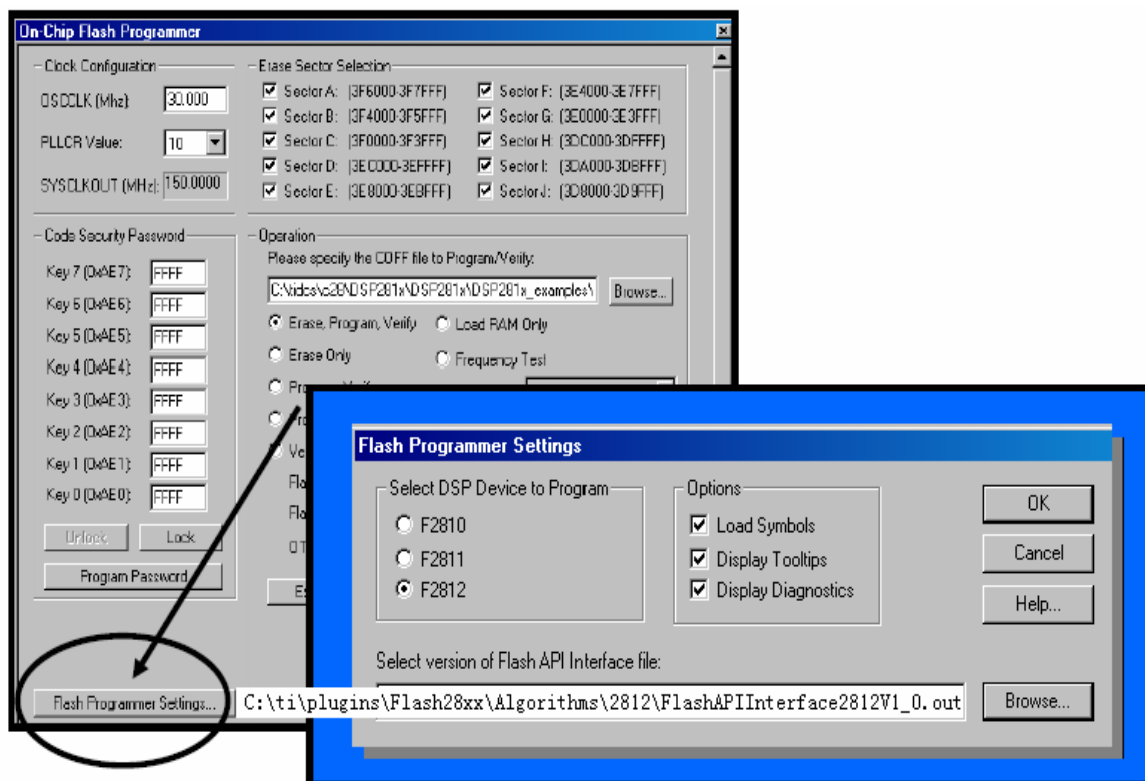 On-Chip Flash Programmer
Clock Configuration
OSCCLK (Mhz): 30.000
PLLCR Value: 10
SYSCLKOUT (MHz): 150.0000
Erase Sector Selection
Sector A: (3F6000-3F7FFF) Sector F: (3E4000-3E7FFF)
Sector B: (3F4000-3F5FFF) Sector G: (3E0000-3E3FFF)
Sector C: (3F0000-3F3FFF) Sector H: (3DC000-3DFFFF)
Sector D: (3EC000-3EFFFF) Sector I: (3DA000-3DBFFF)
Sector E: (3E8000-3EBFFF) Sector J: (3D8000-3D9FFF)
Code Security Password
Key 7 (0xAE7): FFFF
Key 6 (0xAE6): FFFF
Key 5 (0xAE5): FFFF
Key 4 (0xAE4): FFFF
Key 3 (0xAE3): FFFF
Key 2 (0xAE2): FFFF
Key 1 (0xAE1): FFFF
Key 0 (0xAE0): FFFF
Unlock Lock
Program Password
Operation
Please specify the COFF file to Program/Verify:
C:\tidcs\c28\DSP281x\DSP281x\DSP281x_examples\ Browse...
Erase, Program, Verify Load RAM Only
Erase Only Frequency Test
Flash Programmer Settings...
Flash Programmer Settings
Select DSP Device to Program
F2810
F2811
F2812
Options
Load Symbols
Display Tooltips
Display Diagnostics
OK
Cancel
Help...
Select version of Flash API Interface file:
C:\ti\plugins\Flash28xx\Algorithms\2812\FlashAPIInterface2812V1_0.out Browse...